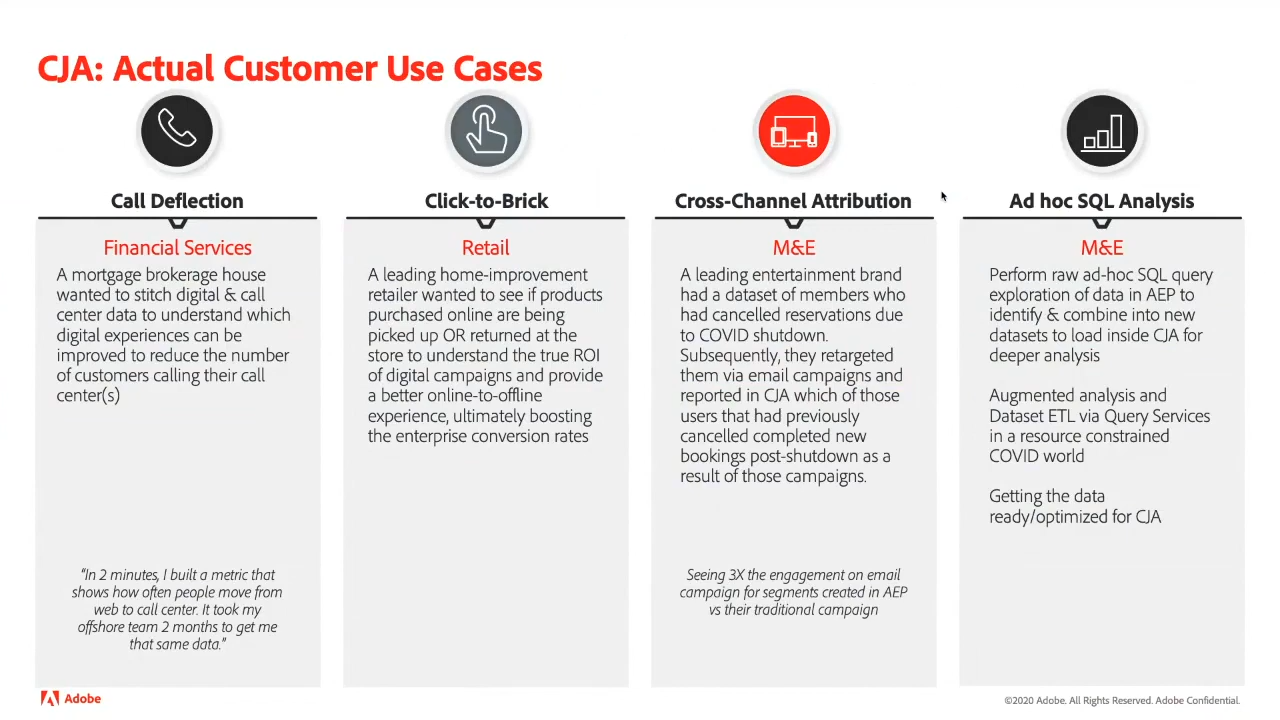 CJA: Actual Customer Use Cases
Call Deflection
Financial Services
A mortgage brokerage house
wanted to stitch digital & call
center data to understand which
digital experiences can be
improved to reduce the number
of customers calling their call
center(s)
“In 2 minutes, I built a metric that
shows how often people move from
web to call center. It took my
offshore team 2 months to get me
that same data.”
Click-to-Brick
Retail
A leading home-improvement
retailer wanted to see if products
purchased online are being
picked up OR returned at the
store to understand the true ROI
of digital campaigns and provide
a better online-to-offline
experience, ultimately boosting
the enterprise conversion rates
Cross-Channel Attribution
M&E
A leading entertainment brand
had a dataset of members who
had cancelled reservations due
to COVID shutdown.
Subsequently, they retargeted
them via email campaigns and
reported in CJA which of those
users that had previously
cancelled completed new
bookings post-shutdown as a
result of those campaigns.
Seeing 3X the engagement on email
campaign for segments created in AEP
vs their traditional campaign
Ad hoc SQL Analysis
M&E
Perform raw ad-hoc SQL query
exploration of data in AEP to
identify & combine into new
datasets to load inside CJA for
deeper analysis
Augmented analysis and
Dataset ETL via Query Services
in a resource constrained
COVID world
Getting the data
ready/optimized for CJA
Adobe
©2020 Adobe. All Rights Reserved. Adobe Confidential.